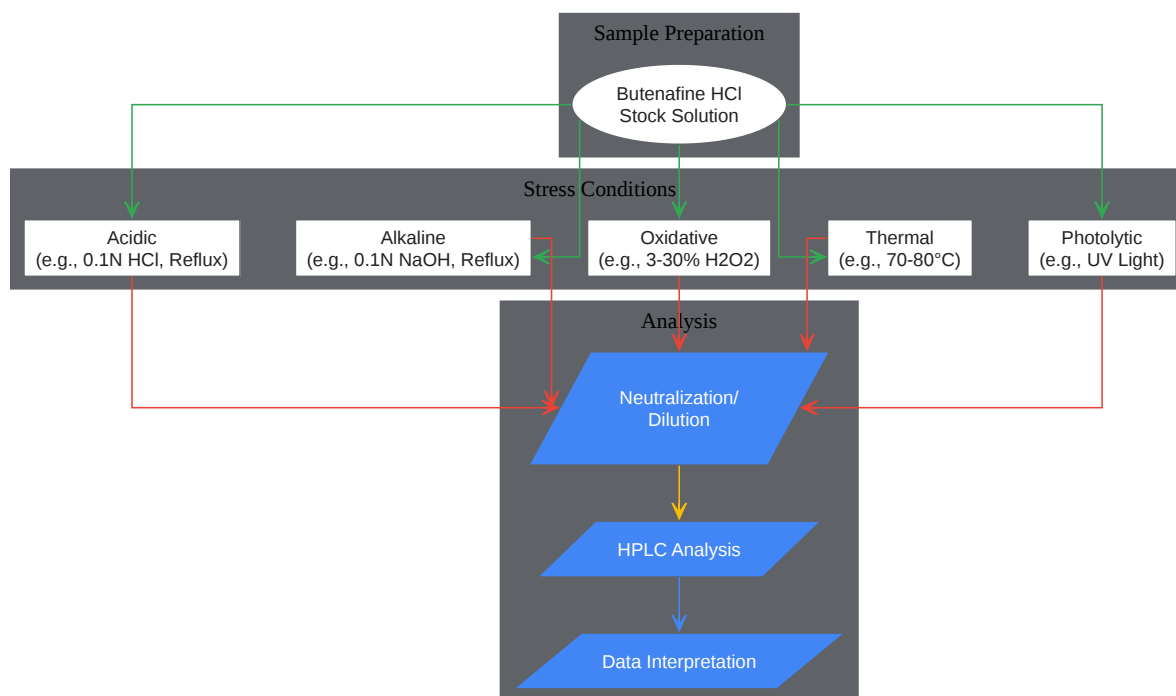 Sample Preparation
Butenafine HCl
Stock Solution
Stress Conditions
Acidic
(e.g., 0.1N HCl, Reflux)
Alkaline
(e.g., 0.1N NaOH, Reflux)
Oxidative
(e.g., 3-30% H2O2)
Thermal
(e.g., 70-80°C)
Photolytic
(e.g., UV Light)
Analysis
Neutralization/
Dilution
HPLC Analysis
Data Interpretation